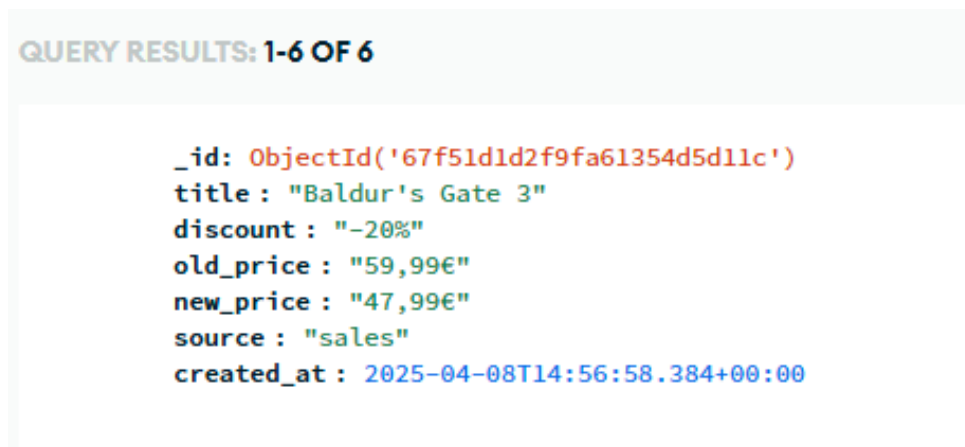 QUERY RESULTS: 1-6 OF 6
_id: ObjectId('67f51d1d2f9fa61354d5d11c')
title : "Baldur's Gate 3"
discount : "-20%"
old_price : "59,99€"
new_price : "47,99€"
source : "sales"
created_at : 2025-04-08T14:56:58.384+00:00